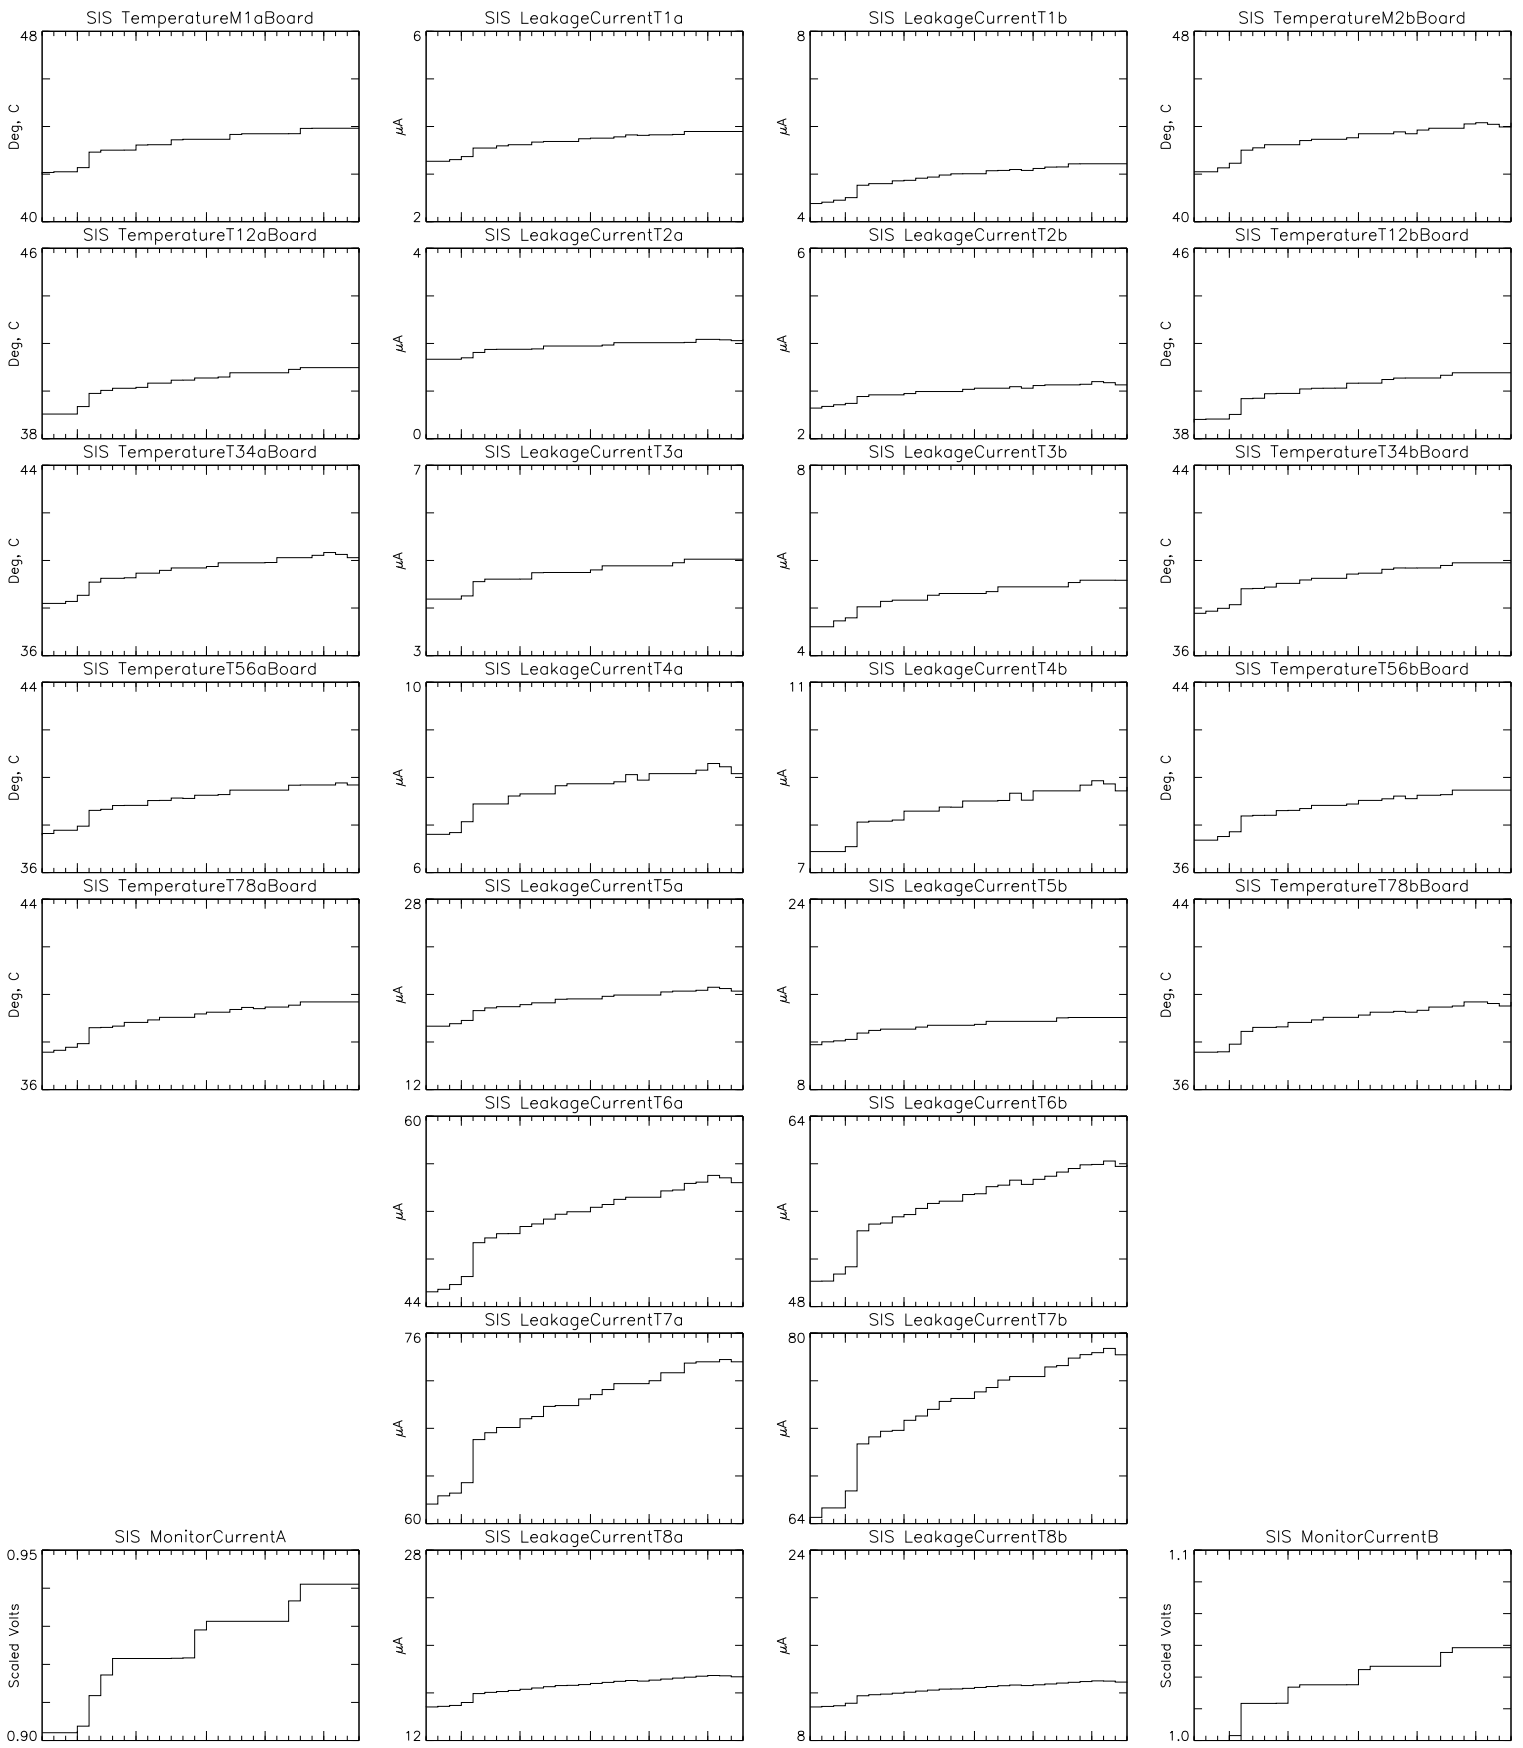 SIS TemperatureM1aBoard
48
Deg, C
40
SIS LeakageCurrentT1a
6
μA
2
SIS LeakageCurrentT1b
8
μA
4
SIS TemperatureM2bBoard
48
Deg, C
40
SIS TemperatureT12aBoard
46
Deg, C
38
SIS LeakageCurrentT2a
4
μA
0
SIS LeakageCurrentT2b
6
μA
2
SIS TemperatureT12bBoard
46
Deg, C
38
SIS TemperatureT34aBoard
44
Deg, C
36
SIS LeakageCurrentT3a
7
μA
3
SIS LeakageCurrentT3b
8
μA
4
SIS TemperatureT34bBoard
44
Deg, C
36
SIS TemperatureT56aBoard
44
Deg, C
36
SIS LeakageCurrentT4a
10
μA
6
SIS LeakageCurrentT4b
11
μA
7
SIS TemperatureT56bBoard
44
Deg, C
36
SIS TemperatureT78aBoard
44
Deg, C
36
SIS LeakageCurrentT5a
28
μA
12
SIS LeakageCurrentT5b
24
μA
8
SIS TemperatureT78bBoard
44
Deg, C
36
SIS LeakageCurrentT6a
60
μA
44
SIS LeakageCurrentT6b
64
μA
48
SIS LeakageCurrentT7a
76
μA
60
SIS LeakageCurrentT7b
80
μA
64
SIS MonitorCurrentA
0.95
Scaled Volts
0.90
SIS LeakageCurrentT8a
28
μA
12
SIS LeakageCurrentT8b
24
μA
8
SIS MonitorCurrentB
1.1
Scaled Volts
1.0